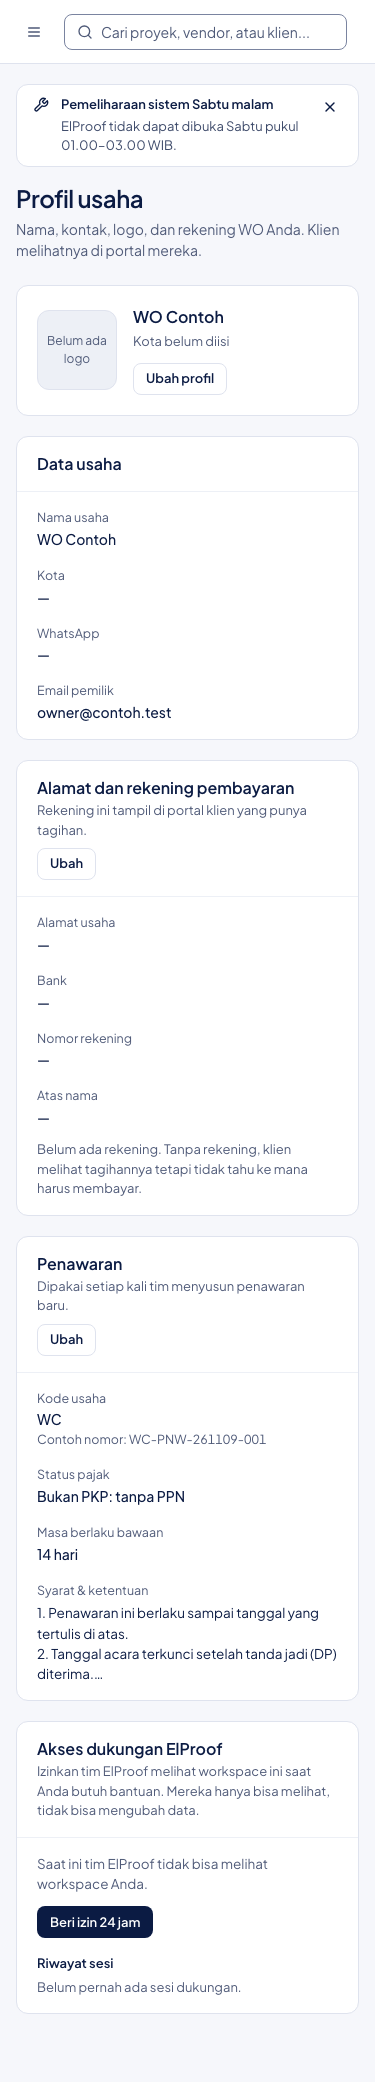 Cari proyek, vendor, atau klien...
Pemeliharaan sistem Sabtu malam
ElProof tidak dapat dibuka Sabtu pukul
01.00–03.00 WIB.
Profil usaha
Nama, kontak, logo, dan rekening WO Anda. Klien
melihatnya di portal mereka.
Belum ada
logo
WO Contoh
Kota belum diisi
Ubah profil
Data usaha
Nama usaha
WO Contoh
Kota
—
WhatsApp
—
Email pemilik
owner@contoh.test
Alamat dan rekening pembayaran
Rekening ini tampil di portal klien yang punya
tagihan.
Ubah
Alamat usaha
—
Bank
—
Nomor rekening
—
Atas nama
—
Belum ada rekening. Tanpa rekening, klien
melihat tagihannya tetapi tidak tahu ke mana
harus membayar.
Penawaran
Dipakai setiap kali tim menyusun penawaran
baru.
Ubah
Kode usaha
WC
Contoh nomor: WC-PNW-261109-001
Status pajak
Bukan PKP: tanpa PPN
Masa berlaku bawaan
14 hari
Syarat & ketentuan
1. Penawaran ini berlaku sampai tanggal yang
tertulis di atas.
2. Tanggal acara terkunci setelah tanda jadi (DP)
diterima....
Akses dukungan ElProof
Izinkan tim ElProof melihat workspace ini saat
Anda butuh bantuan. Mereka hanya bisa melihat,
tidak bisa mengubah data.
Saat ini tim ElProof tidak bisa melihat
workspace Anda.
Beri izin 24 jam
Riwayat sesi
Belum pernah ada sesi dukungan.